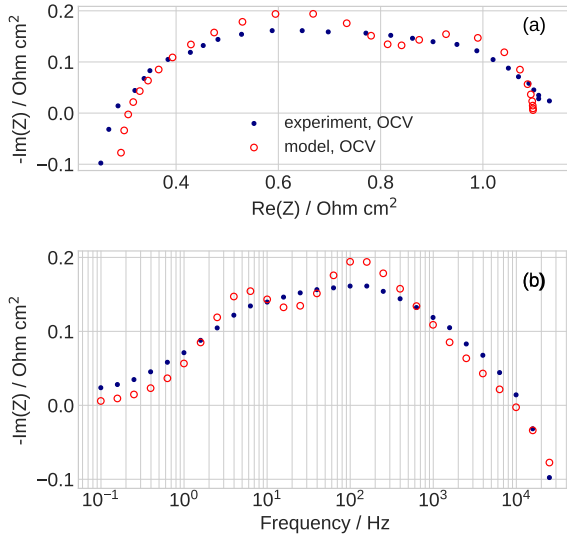 0.2
(a)
0.1
0.0
−0.1
-Im(Z) / Ohm cm²
experiment, OCV
model, OCV
0.4 0.6 0.8 1.0
Re(Z) / Ohm cm²
0.2
(b)
0.1
0.0
−0.1
-Im(Z) / Ohm cm²
10⁻¹ 10⁰ 10¹ 10² 10³ 10⁴
Frequency / Hz